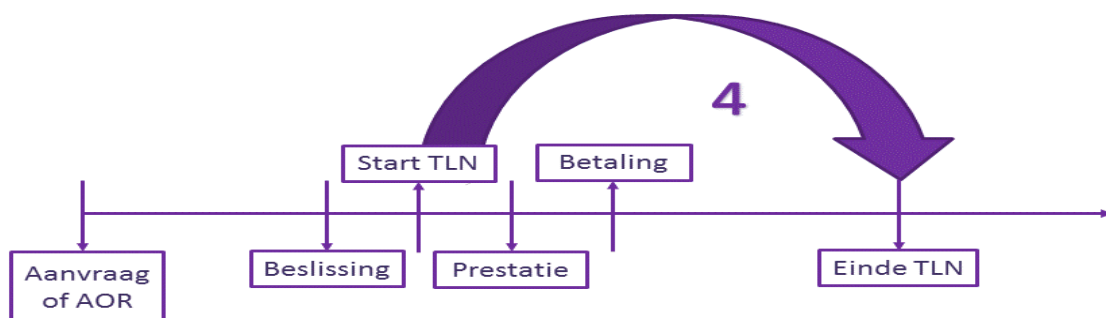 4
Start TLN
Betaling
Aanvraag
of AOR
Beslissing
Prestatie
Einde TLN